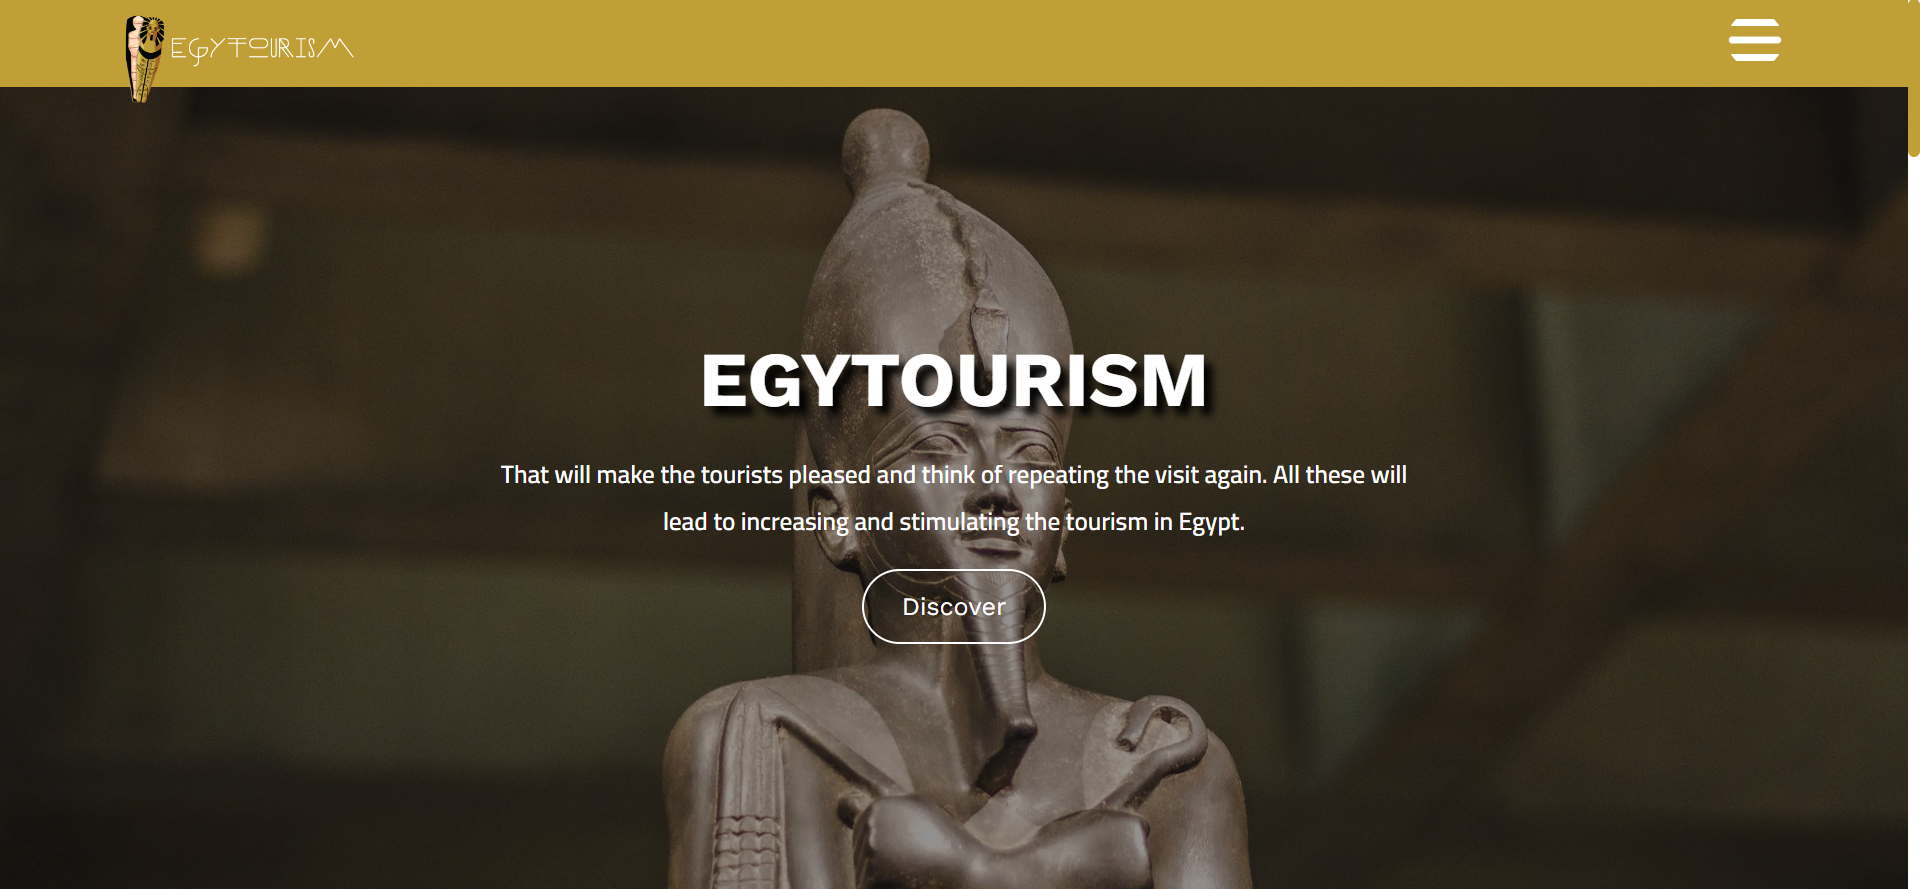 EGYTOURISM
EGYTOURISM
That will make the tourists pleased and think of repeating the visit again. All these will
lead to increasing and stimulating the tourism in Egypt.
Discover